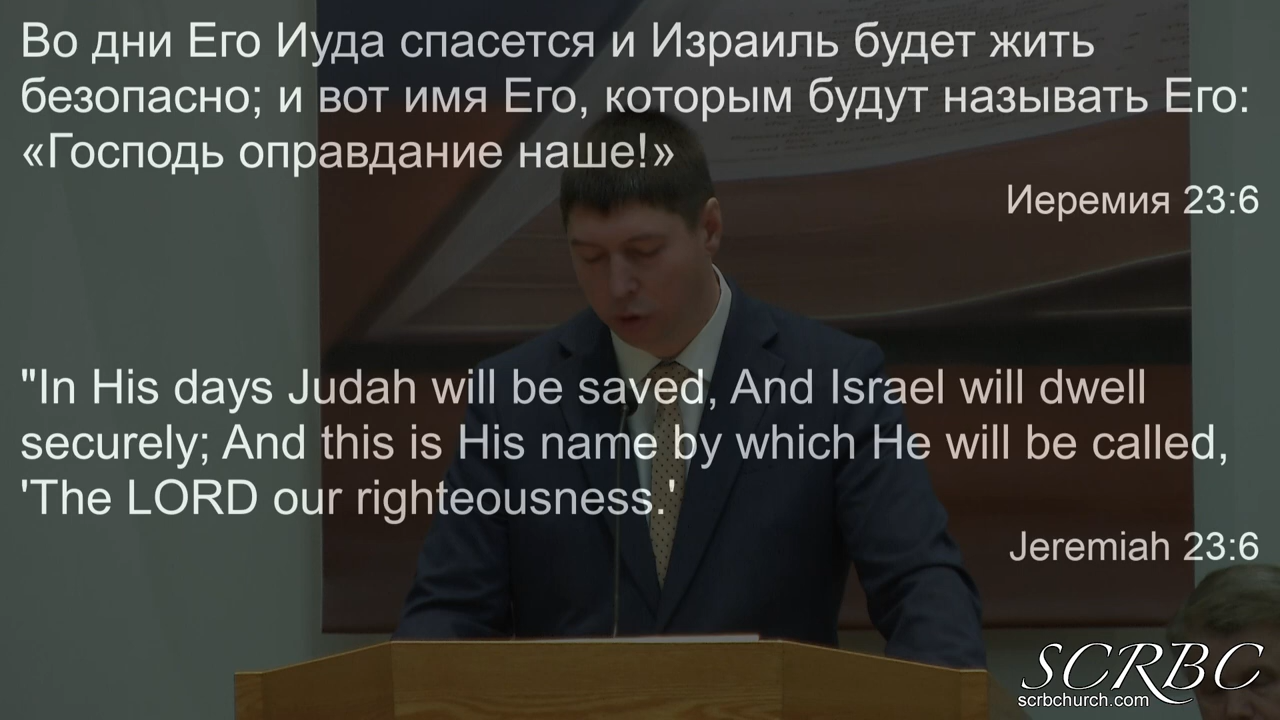 Во дни Его Иуда спасется и Израиль будет жить
безопасно; и вот имя Его, которым будут называть Его:
«Господь оправдание наше!»
Иеремия 23:6
"In His days Judah will be saved, And Israel will dwell
securely; And this is His name by which He will be called,
'The LORD our righteousness.'
Jeremiah 23:6
SCRBC
scrbchurch.com